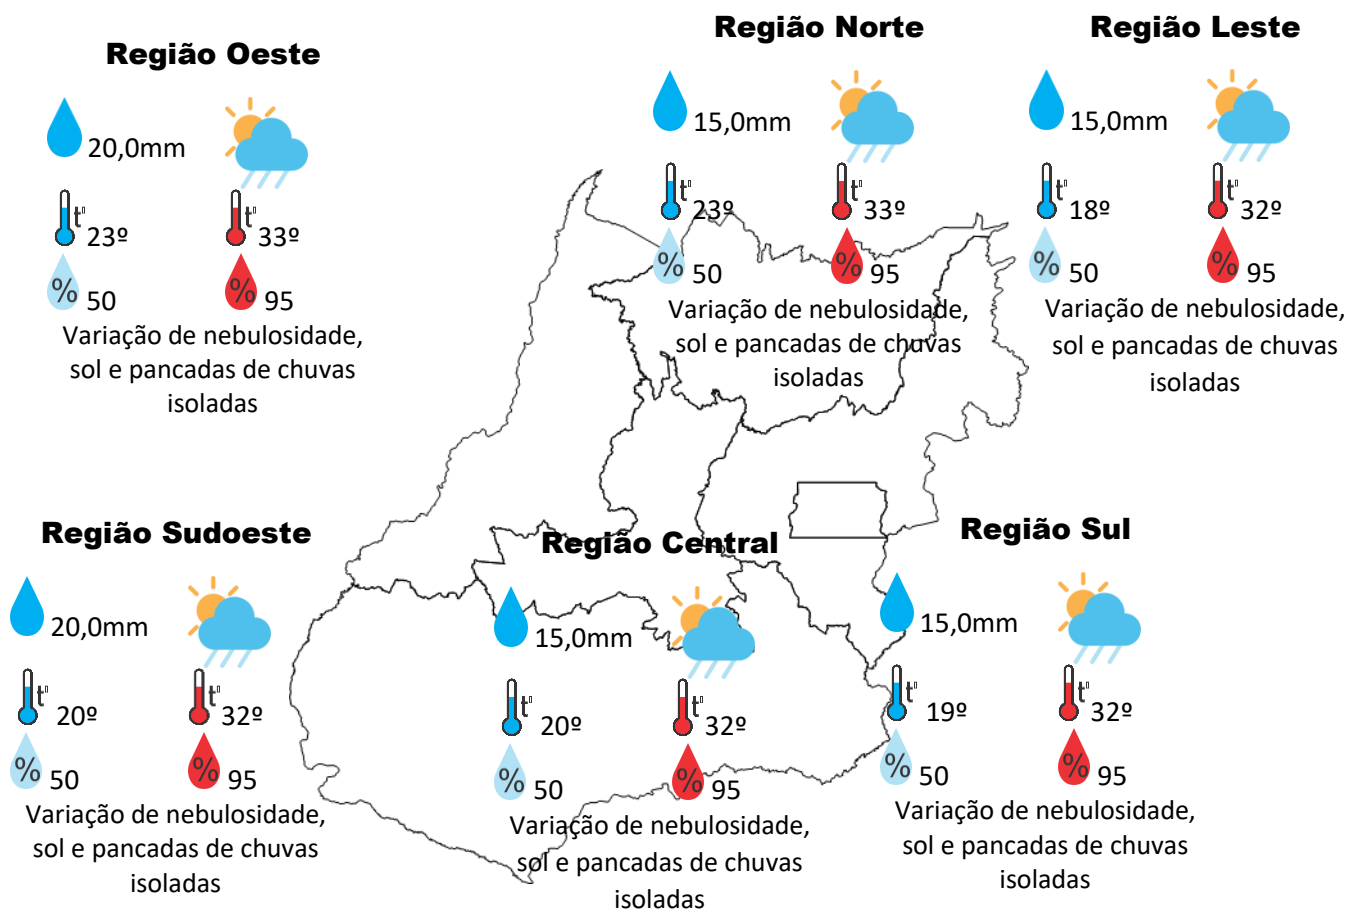 Região Oeste
20,0mm
t°
23º
33º
%
50
%
95
Variação de nebulosidade,
sol e pancadas de chuvas
isoladas
Região Norte
15,0mm
t°
23º
t°
33º
%
50
%
95
Variação de nebulosidade,
sol e pancadas de chuvas
isoladas
Região Leste
15,0mm
t°
18º
t°
32º
%
50
%
95
Variação de nebulosidade,
sol e pancadas de chuvas
isoladas
Região Sudoeste
20,0mm
t°
20º
t°
32º
%
50
%
95
Variação de nebulosidade,
sol e pancadas de chuvas
isoladas
Região Central
15,0mm
t°
20º
t°
32º
%
50
%
95
Variação de nebulosidade,
sol e pancadas de chuvas
isoladas
Região Sul
15,0mm
t°
19º
t°
32º
%
50
%
95
Variação de nebulosidade,
sol e pancadas de chuvas
isoladas